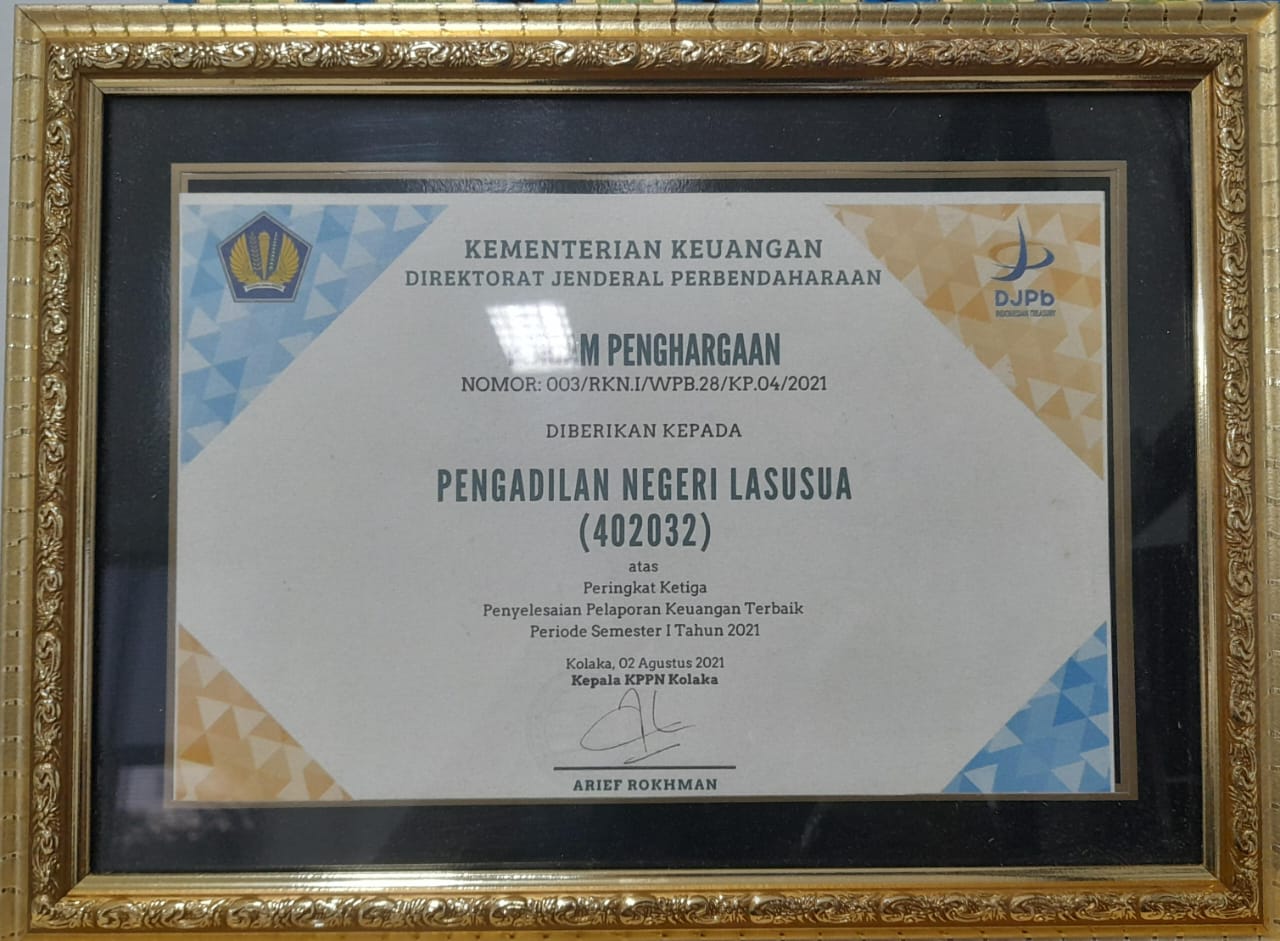 KEMENTERIAN KEUANGAN
DIREKTORAT JENDERAL PERBENDAHARAAN
DJPb
INDONESIAN TREASURY
PENGHARGAAN
NOMOR: 003/RKN.I/WPB.28/KP.04/2021
DIBERIKAN KEPADA
PENGADILAN NEGERI LASUSUA
(402032)
atas
Peringkat Ketiga
Penyelesaian Pelaporan Keuangan Terbaik
Periode Semester I Tahun 2021
Kolaka, 02 Agustus 2021
Kepala KPPN Kolaka
ARIEF ROKHMAN